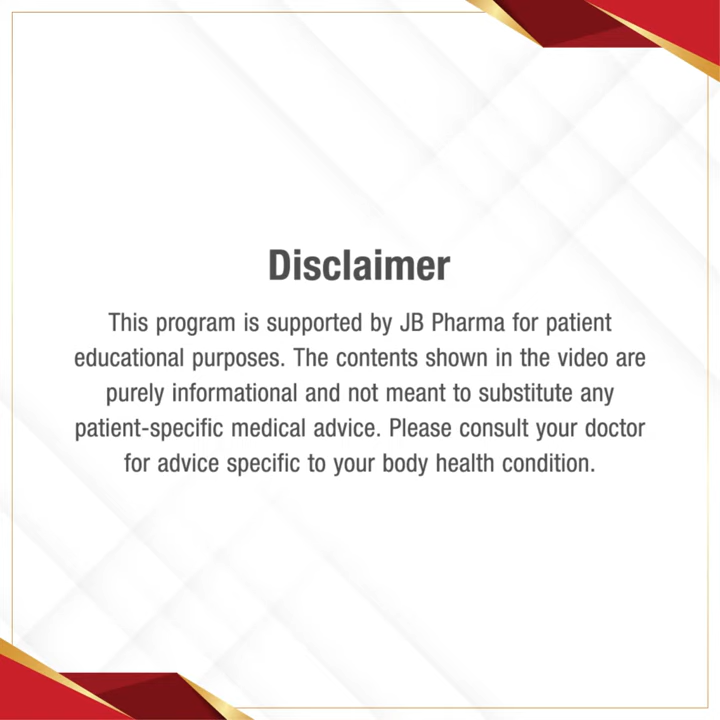 Disclaimer
This program is supported by JB Pharma for patient
educational purposes. The contents shown in the video are
purely informational and not meant to substitute any
patient-specific medical advice. Please consult your doctor
for advice specific to your body health condition.